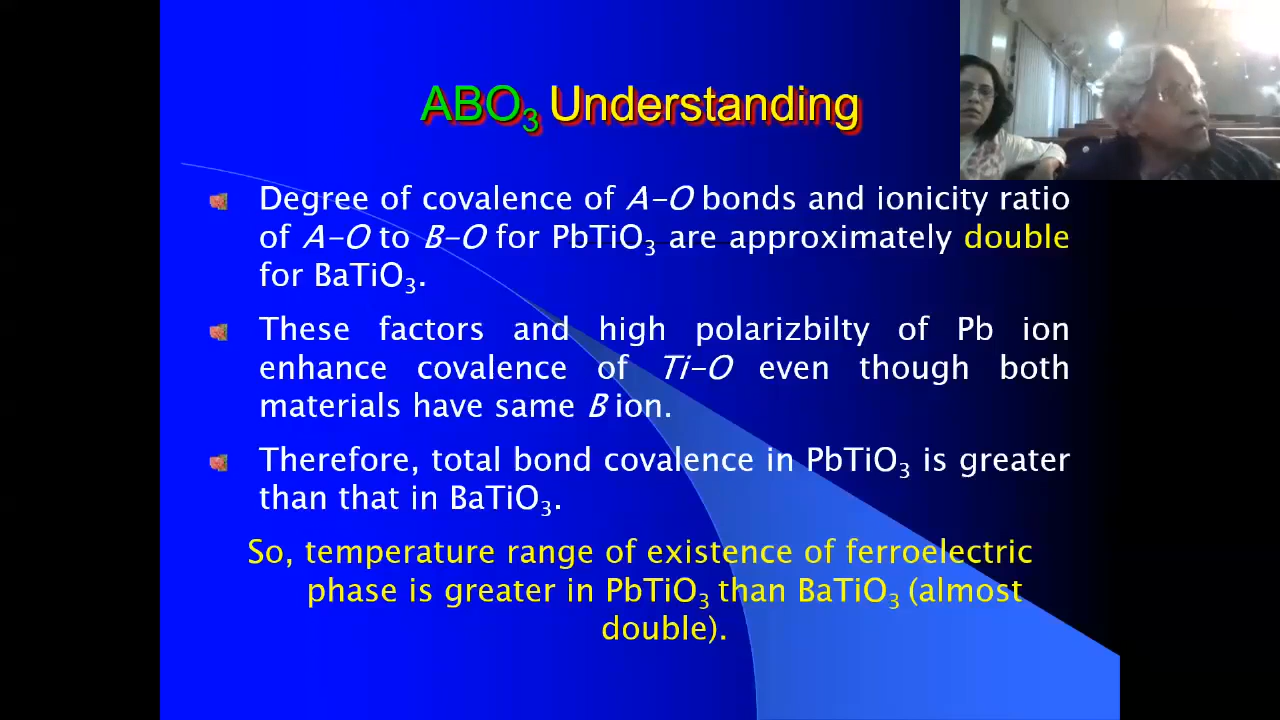 ABO₃ Understanding
Degree of covalence of A-O bonds and ionicity ratio
of A-O to B-O for PbTiO₃ are approximately double
for BaTiO₃.
These factors and high polarizbilty of Pb ion
enhance covalence of Ti-O even though both
materials have same B ion.
Therefore, total bond covalence in PbTiO₃ is greater
than that in BaTiO₃.
So, temperature range of existence of ferroelectric
phase is greater in PbTiO₃ than BaTiO₃ (almost
double).